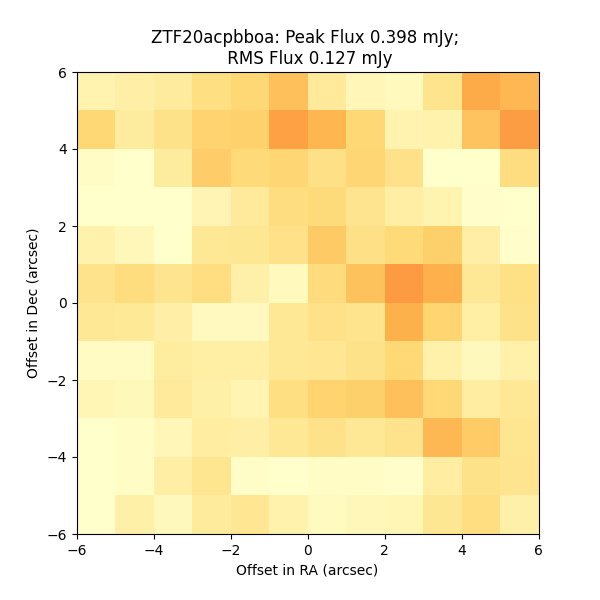 ZTF20acpbboa: Peak Flux 0.398 mJy;
RMS Flux 0.127 mJy
6
4
2
0
−2
−4
−6
Offset in Dec (arcsec)
−6 −4 −2 0 2 4 6
Offset in RA (arcsec)